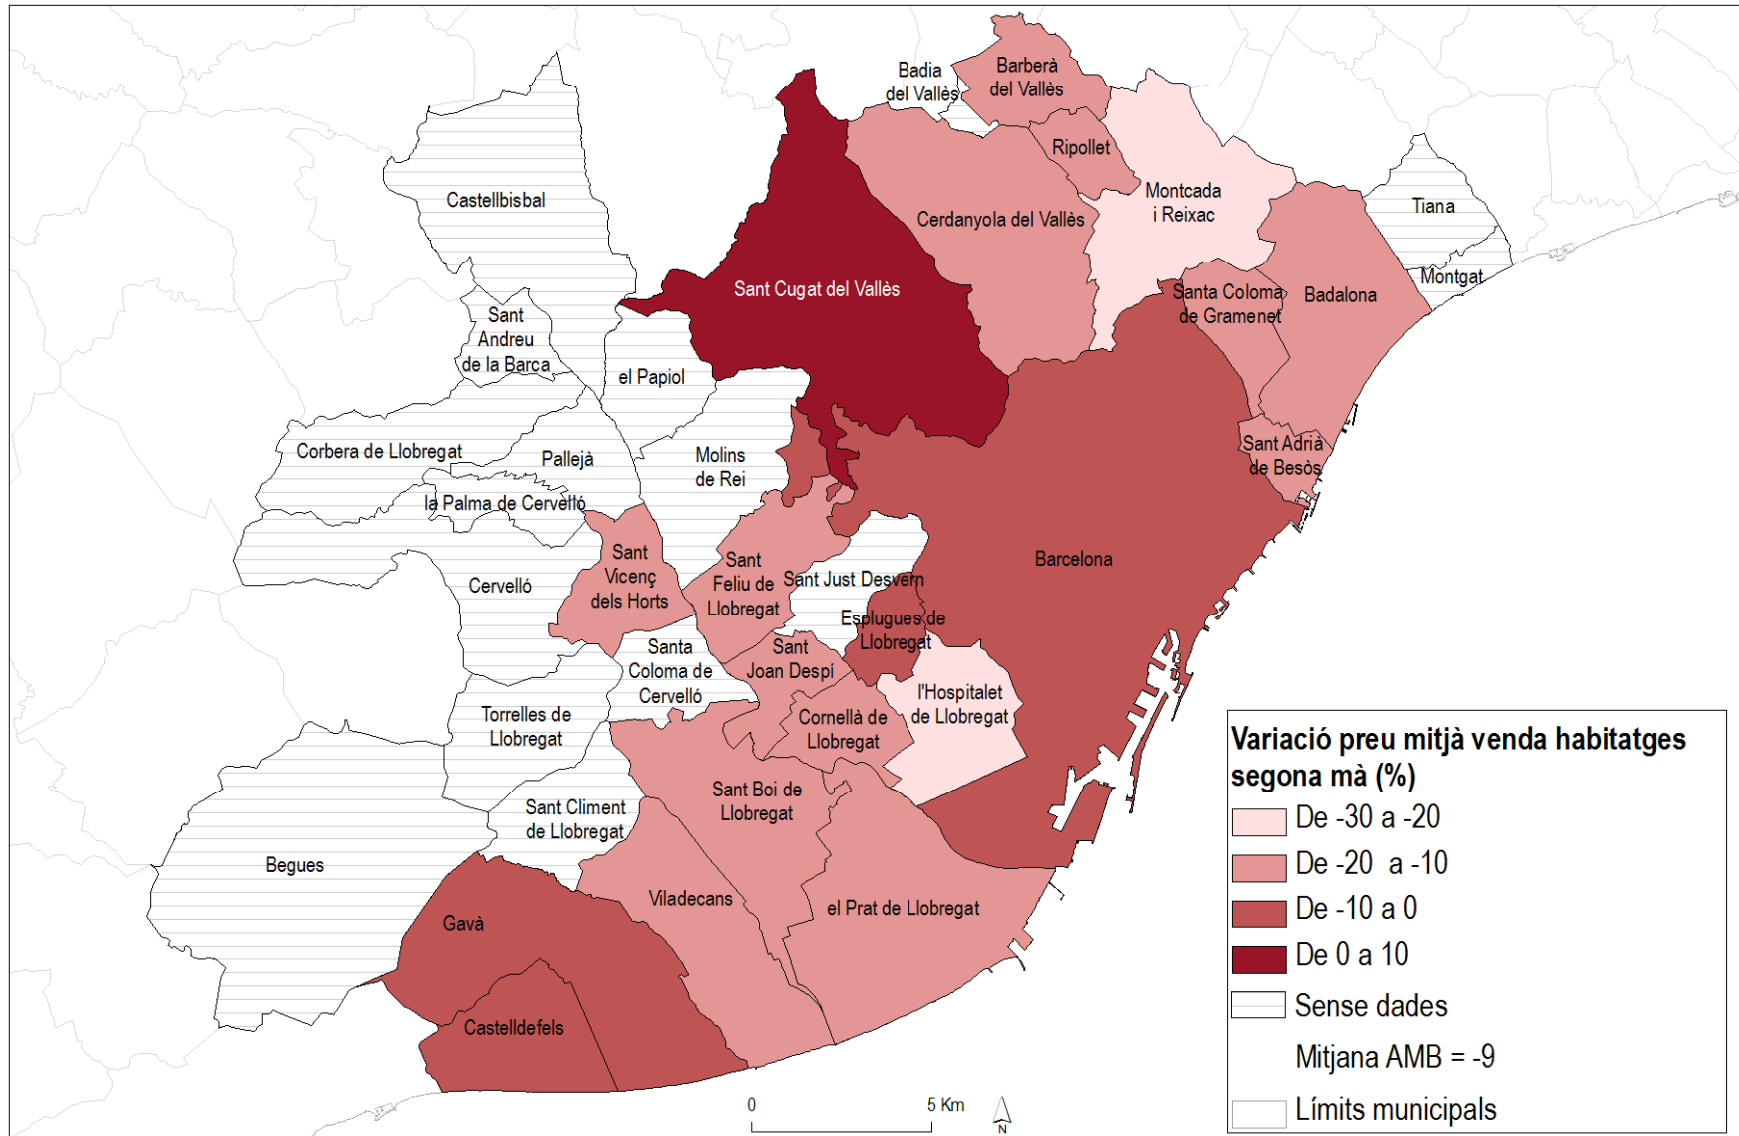 Badia
del Vallès
Barberà
del Vallès
Ripollet
Castellbisbal
Cerdanyola del Vallès
Montcada
i Reixac
Tiana
Montgat
Sant Cugat del Vallès
Santa Coloma
de Gramenet
Badalona
Sant
Andreu
de la Barca
el Papiol
Corbera de Llobregat
Pallejà
Molins
de Rei
Sant Adrià
de Besòs
la Palma de Cervelló
Barcelona
Sant
Vicenç
dels Horts
Sant
Feliu de
Llobregat
Sant Just Desvern
Cervelló
Esplugues de
Llobregat
Santa
Coloma de
Cervelló
Sant
Joan Despí
l'Hospitalet
de Llobregat
Torrelles de
Llobregat
Cornellà de
Llobregat
Sant Boi de
Llobregat
Sant Climent
de Llobregat
Begues
Viladecans
el Prat de Llobregat
Gavà
Castelldefels
Variació preu mitjà venda habitatges
segona mà (%)
De -30 a -20
De -20 a -10
De -10 a 0
De 0 a 10
Sense dades
Mitjana AMB = -9
Límits municipals
0 5 Km
N